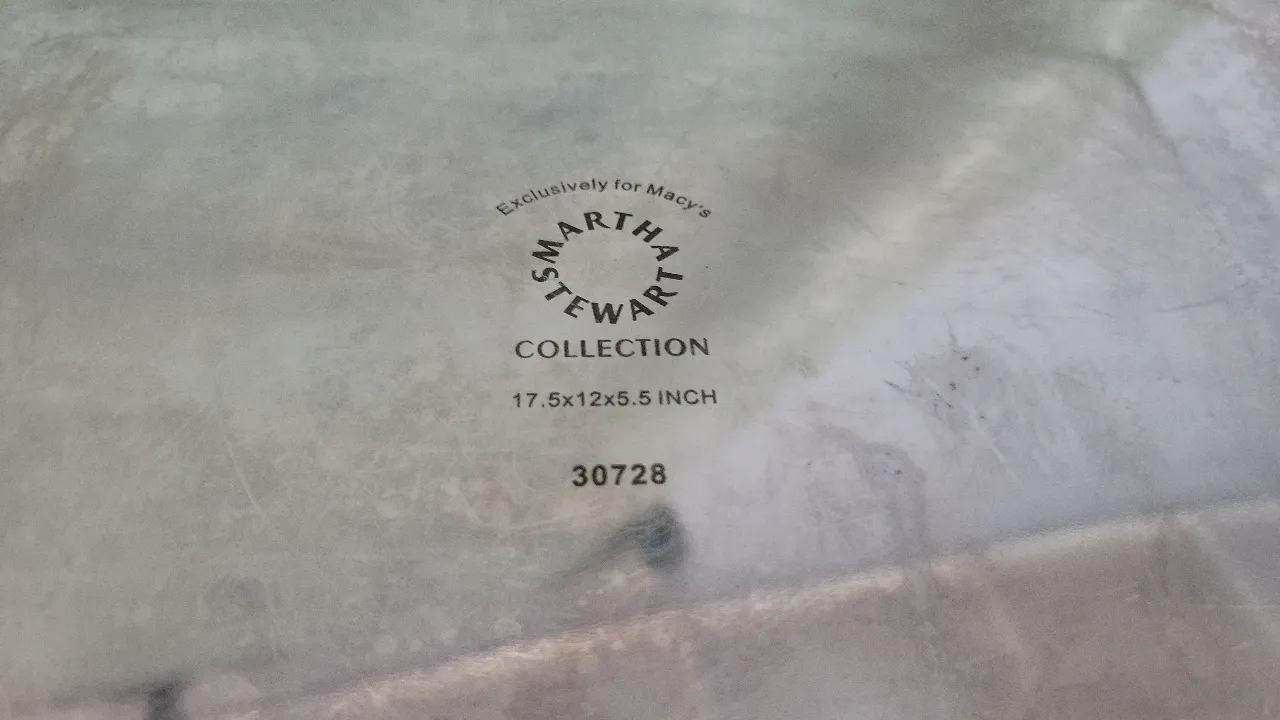 Exclusively for Macy's
MARTHA
STEWART
COLLECTION
17.5x12x5.5 INCH
30728